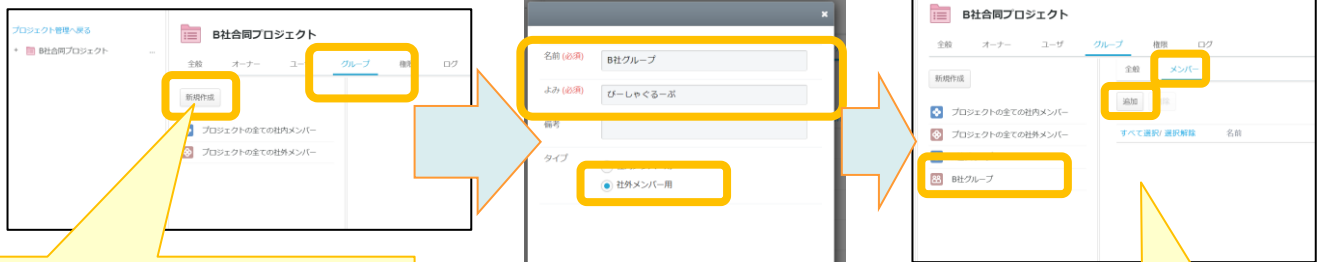 プロジェクト管理へ戻る
B社合同プロジェクト
B社合同プロジェクト
全般 オーナー ユーザ グループ 権限 ログ
新規作成
プロジェクトの全ての社内メンバー
プロジェクトの全ての社外メンバー
名前 (必須) B社グループ
よみ (必須) びーしゃぐるーぷ
備考
タイプ
社外メンバー用
B社合同プロジェクト
全般 オーナー ユーザ グループ 権限 ログ
新規作成
全般 メンバー
追加
プロジェクトの全ての社内メンバー
プロジェクトの全ての社外メンバー
すべて選択/ 選択解除 名前
B社グループ